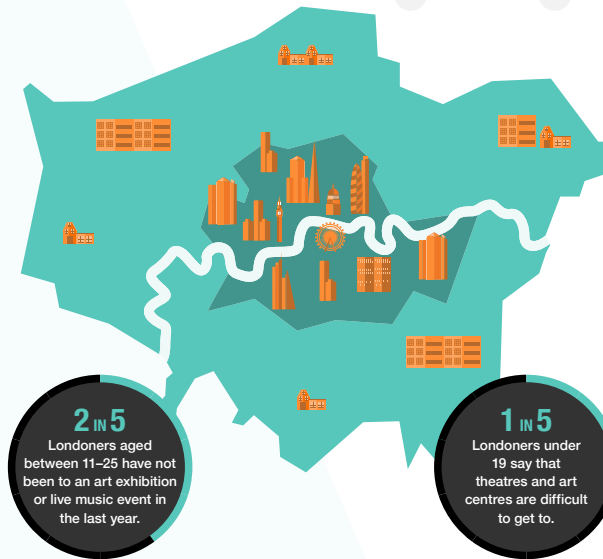 2 IN 5
Londoners aged
between 11–25 have not
been to an art exhibition
or live music event in
the last year.
1 IN 5
Londoners under
19 say that
theatres and art
centres are difficult
to get to.